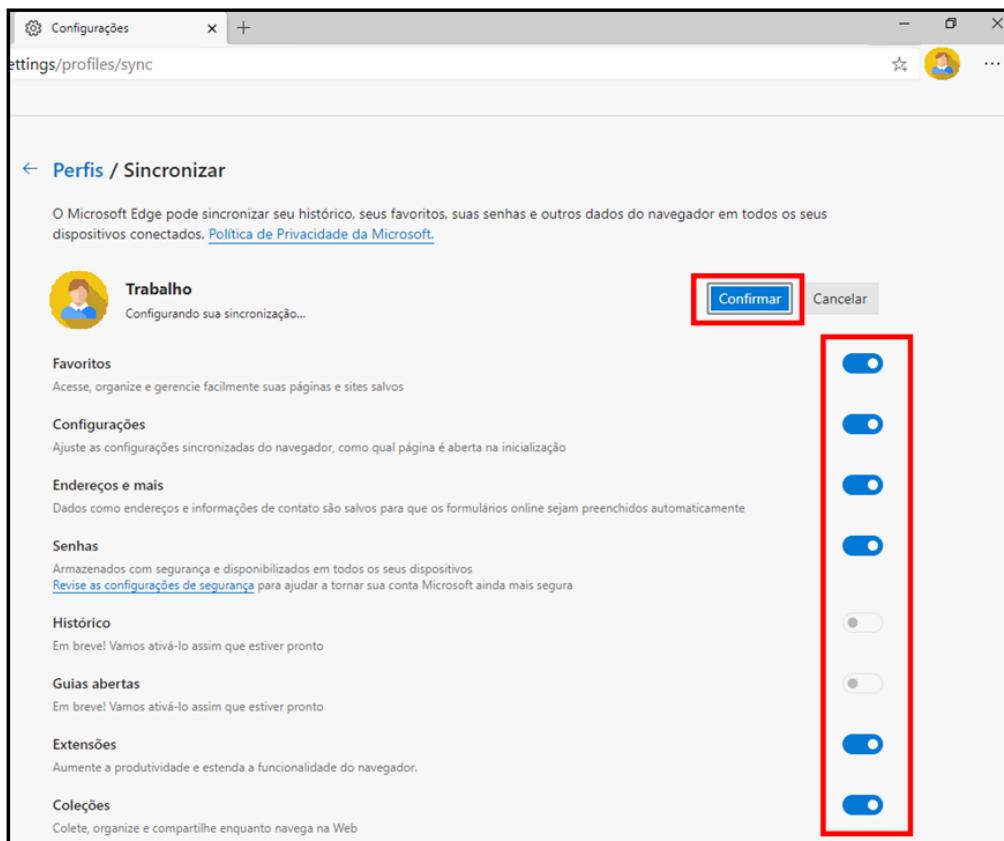 Configurações
ettings/profiles/sync
Perfis / Sincronizar
O Microsoft Edge pode sincronizar seu histórico, seus favoritos, suas senhas e outros dados do navegador em todos os seus
dispositivos conectados. Política de Privacidade da Microsoft.
Trabalho
Configurando sua sincronização...
Confirmar
Cancelar
Favoritos
Acesse, organize e gerencie facilmente suas páginas e sites salvos
Configurações
Ajuste as configurações sincronizadas do navegador, como qual página é aberta na inicialização
Endereços e mais
Dados como endereços e informações de contato são salvos para que os formulários online sejam preenchidos automaticamente
Senhas
Armazenados com segurança e disponibilizados em todos os seus dispositivos
Revise as configurações de segurança para ajudar a tornar sua conta Microsoft ainda mais segura
Histórico
Em breve! Vamos ativá-lo assim que estiver pronto
Guias abertas
Em breve! Vamos ativá-lo assim que estiver pronto
Extensões
Aumente a produtividade e estenda a funcionalidade do navegador.
Coleções
Colete, organize e compartilhe enquanto navega na Web